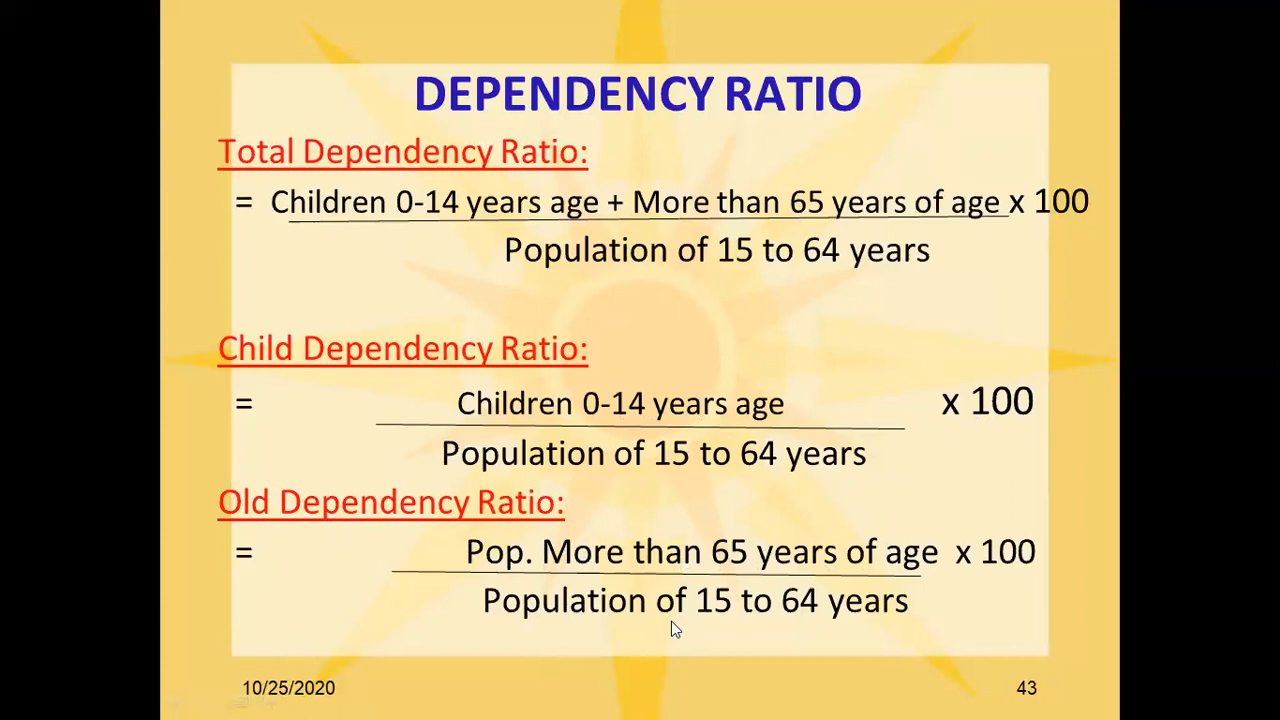 DEPENDENCY RATIO
Total Dependency Ratio:
= Children 0-14 years age + More than 65 years of age x 100
Population of 15 to 64 years
Child Dependency Ratio:
= Children 0-14 years age x 100
Population of 15 to 64 years
Old Dependency Ratio:
= Pop. More than 65 years of age x 100
Population of 15 to 64 years
10/25/2020 43